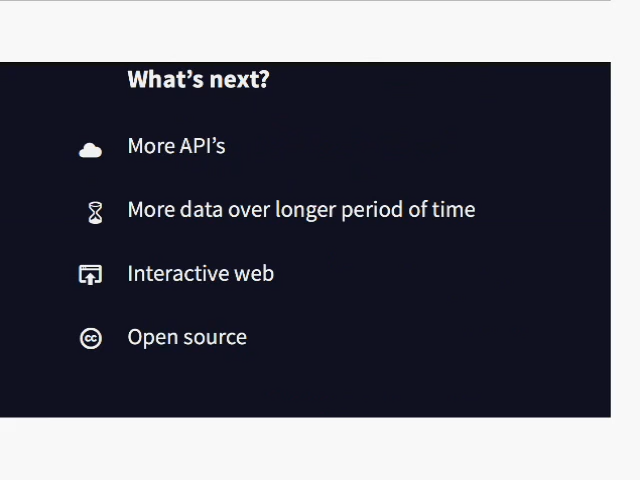 What’s next?
More API’s
More data over longer period of time
Interactive web
Open source